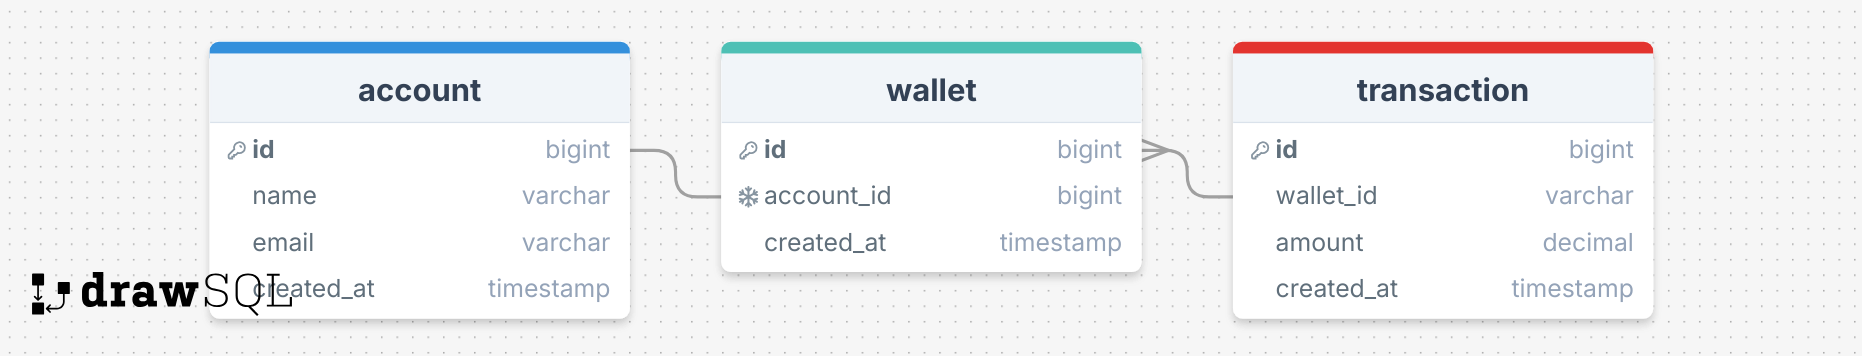 account
id bigint
name varchar
email varchar
created_at timestamp
wallet
id bigint
account_id bigint
created_at timestamp
transaction
id bigint
wallet_id varchar
amount decimal
created_at timestamp
drawSQL